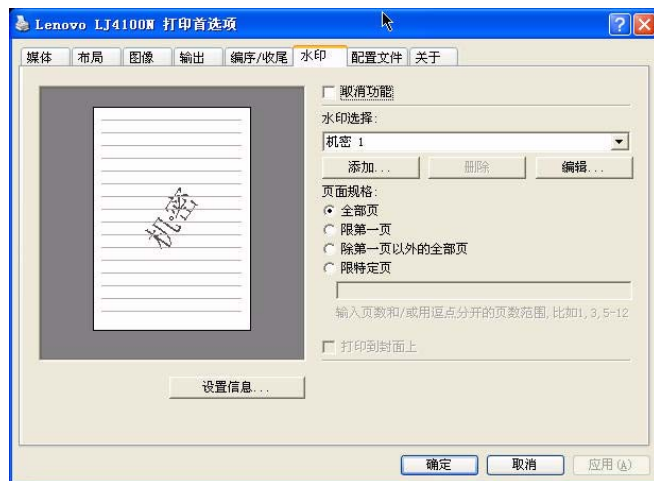 Lenovo LJ4100N 打印首选项
媒体 布局 图像 输出 编序/收尾 水印 配置文件 关于
取消功能
水印选择:
机密 1
添加... 删除 编辑...
页面规格:
全部页
限第一页
除第一页以外的全部页
限特定页
输入页数和/或用逗点分开的页数范围,比如1,3,5-12
打印到封面上
机密
设置信息...
确定 取消 应用(A)